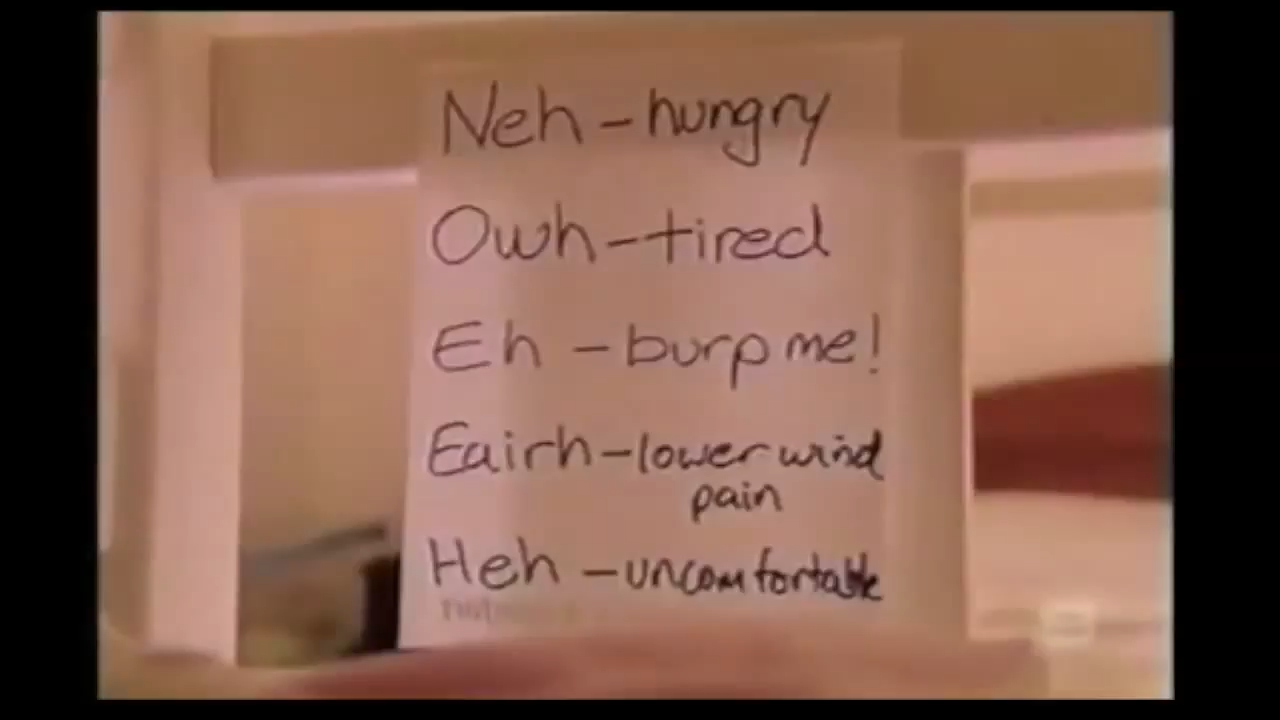 Neh - hungry
Owh - tired
Eh - burp me!
Eairh - lower wind
pain
Heh - uncomfortable